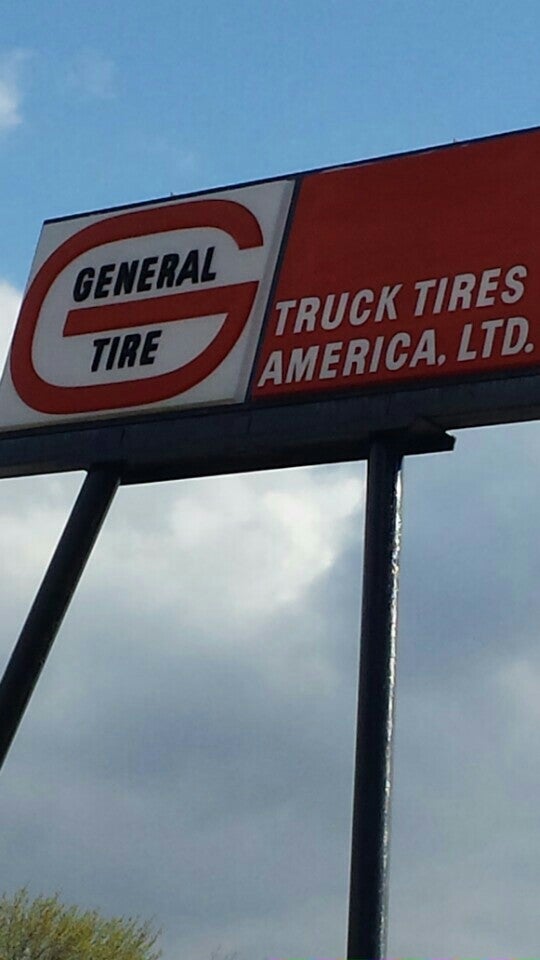 GENERAL
TIRE
TRUCK TIRES
AMERICA, LTD.